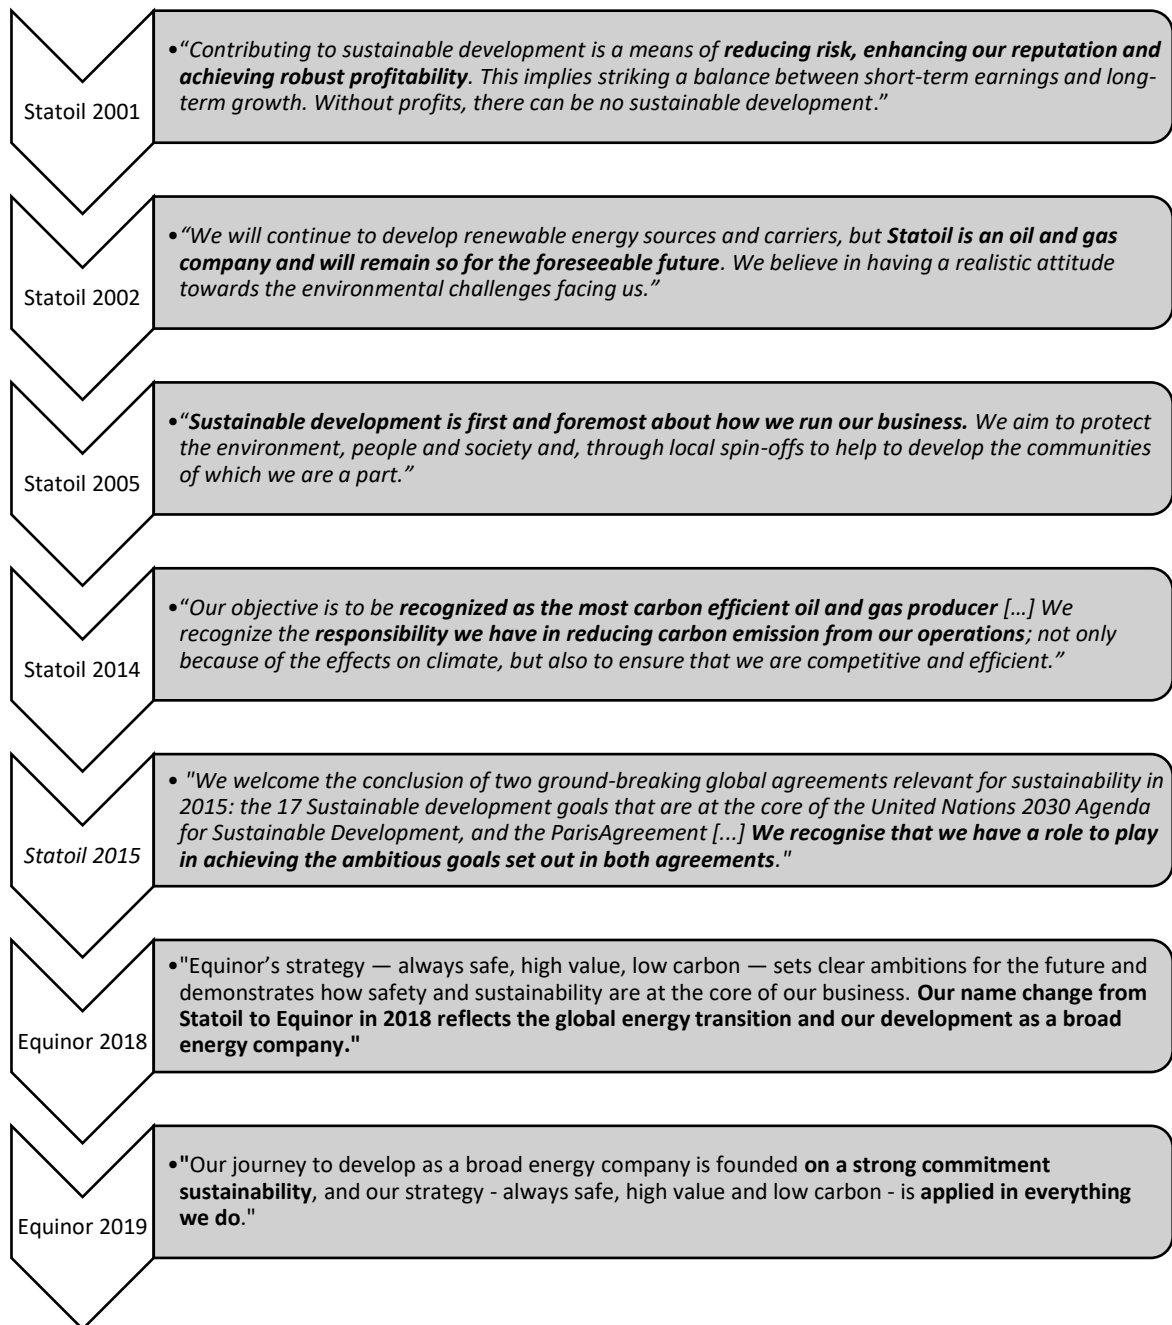 Statoil 2001
•“Contributing to sustainable development is a means of reducing risk, enhancing our reputation and
achieving robust profitability. This implies striking a balance between short-term earnings and long-
term growth. Without profits, there can be no sustainable development.”
Statoil 2002
•“We will continue to develop renewable energy sources and carriers, but Statoil is an oil and gas
company and will remain so for the foreseeable future. We believe in having a realistic attitude
towards the environmental challenges facing us.”
Statoil 2005
•“Sustainable development is first and foremost about how we run our business. We aim to protect
the environment, people and society and, through local spin-offs to help to develop the communities
of which we are a part.”
Statoil 2014
•“Our objective is to be recognized as the most carbon efficient oil and gas producer […] We
recognize the responsibility we have in reducing carbon emission from our operations; not only
because of the effects on climate, but also to ensure that we are competitive and efficient.”
Statoil 2015
• "We welcome the conclusion of two ground-breaking global agreements relevant for sustainability in
2015: the 17 Sustainable development goals that are at the core of the United Nations 2030 Agenda
for Sustainable Development, and the ParisAgreement [...] We recognise that we have a role to play
in achieving the ambitious goals set out in both agreements."
Equinor 2018
•"Equinor’s strategy — always safe, high value, low carbon — sets clear ambitions for the future and
demonstrates how safety and sustainability are at the core of our business. Our name change from
Statoil to Equinor in 2018 reflects the global energy transition and our development as a broad
energy company."
Equinor 2019
•"Our journey to develop as a broad energy company is founded on a strong commitment
sustainability, and our strategy - always safe, high value and low carbon - is applied in everything
we do."